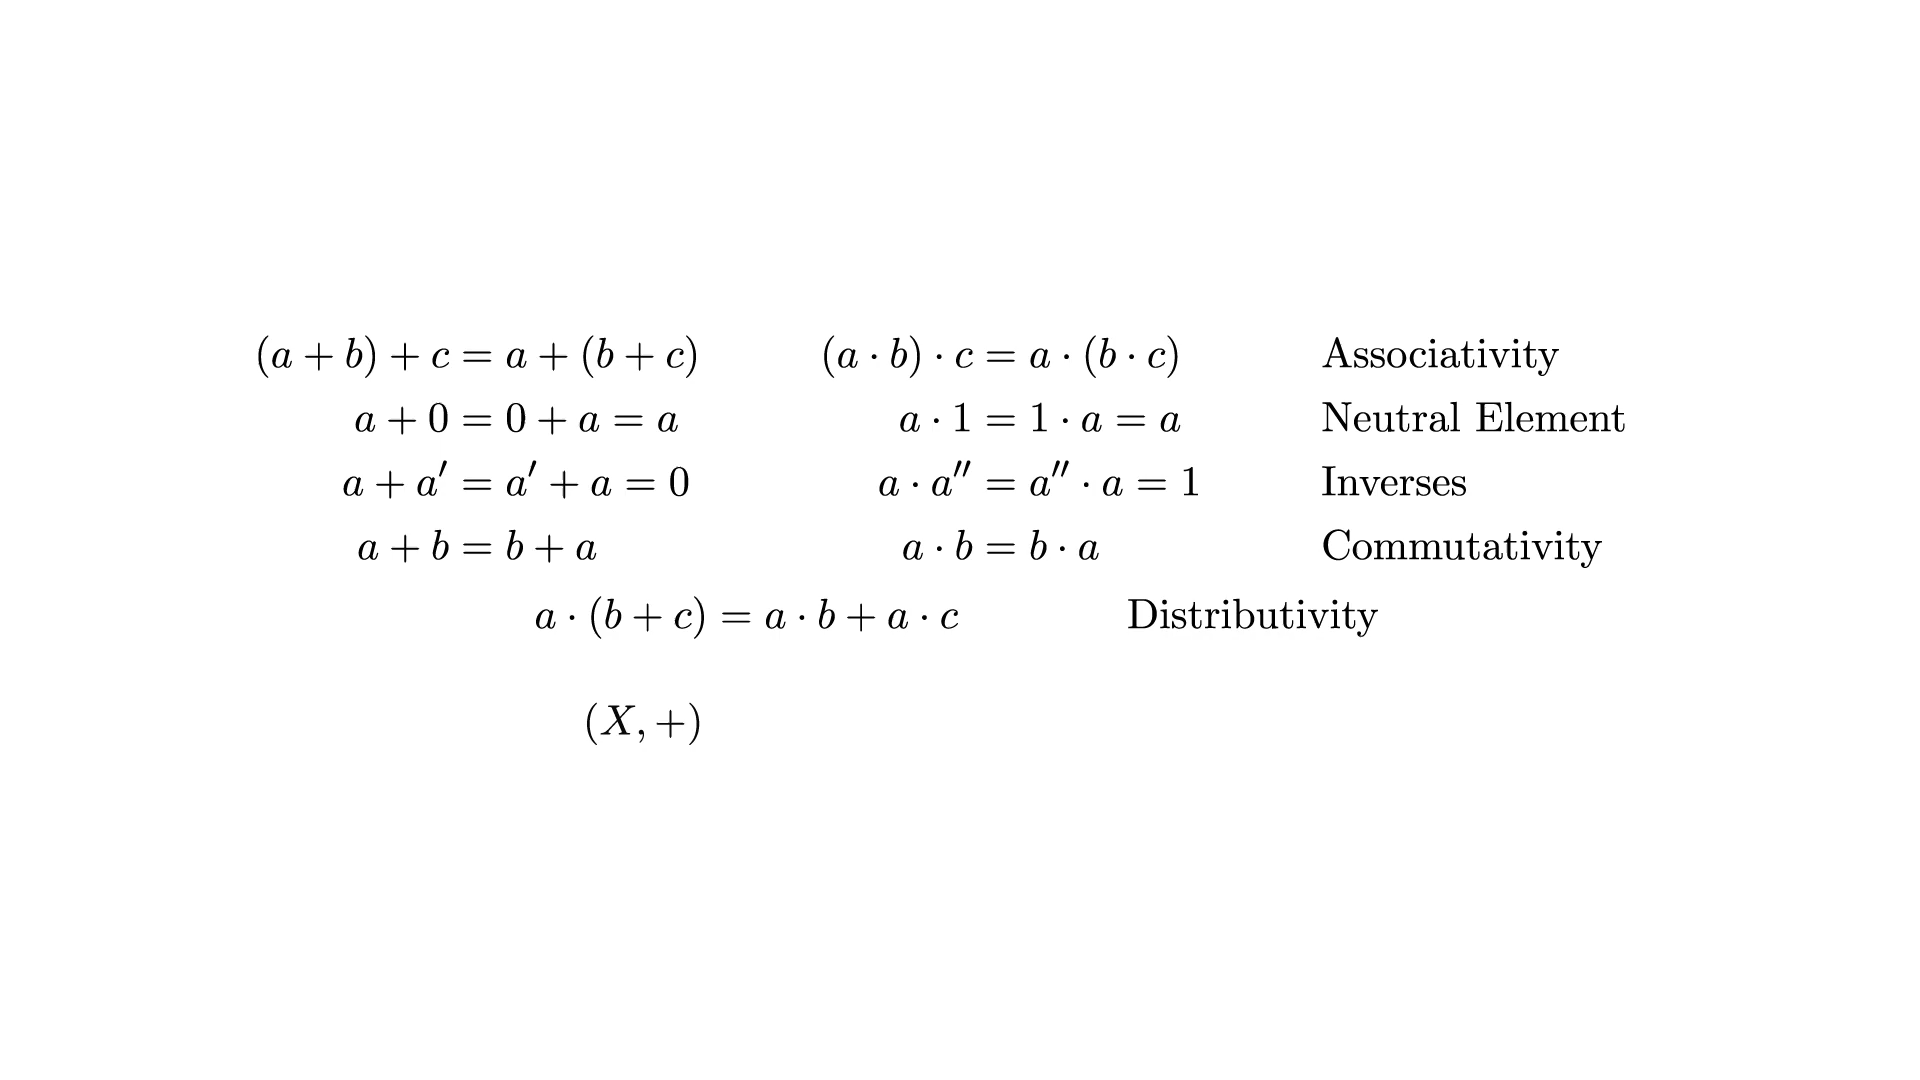 (a + b) + c = a + (b + c) (a · b) · c = a · (b · c) Associativity
a + 0 = 0 + a = a a · 1 = 1 · a = a Neutral Element
a + a′ = a′ + a = 0 a · a″ = a″ · a = 1 Inverses
a + b = b + a a · b = b · a Commutativity
a · (b + c) = a · b + a · c Distributivity
(X, +)